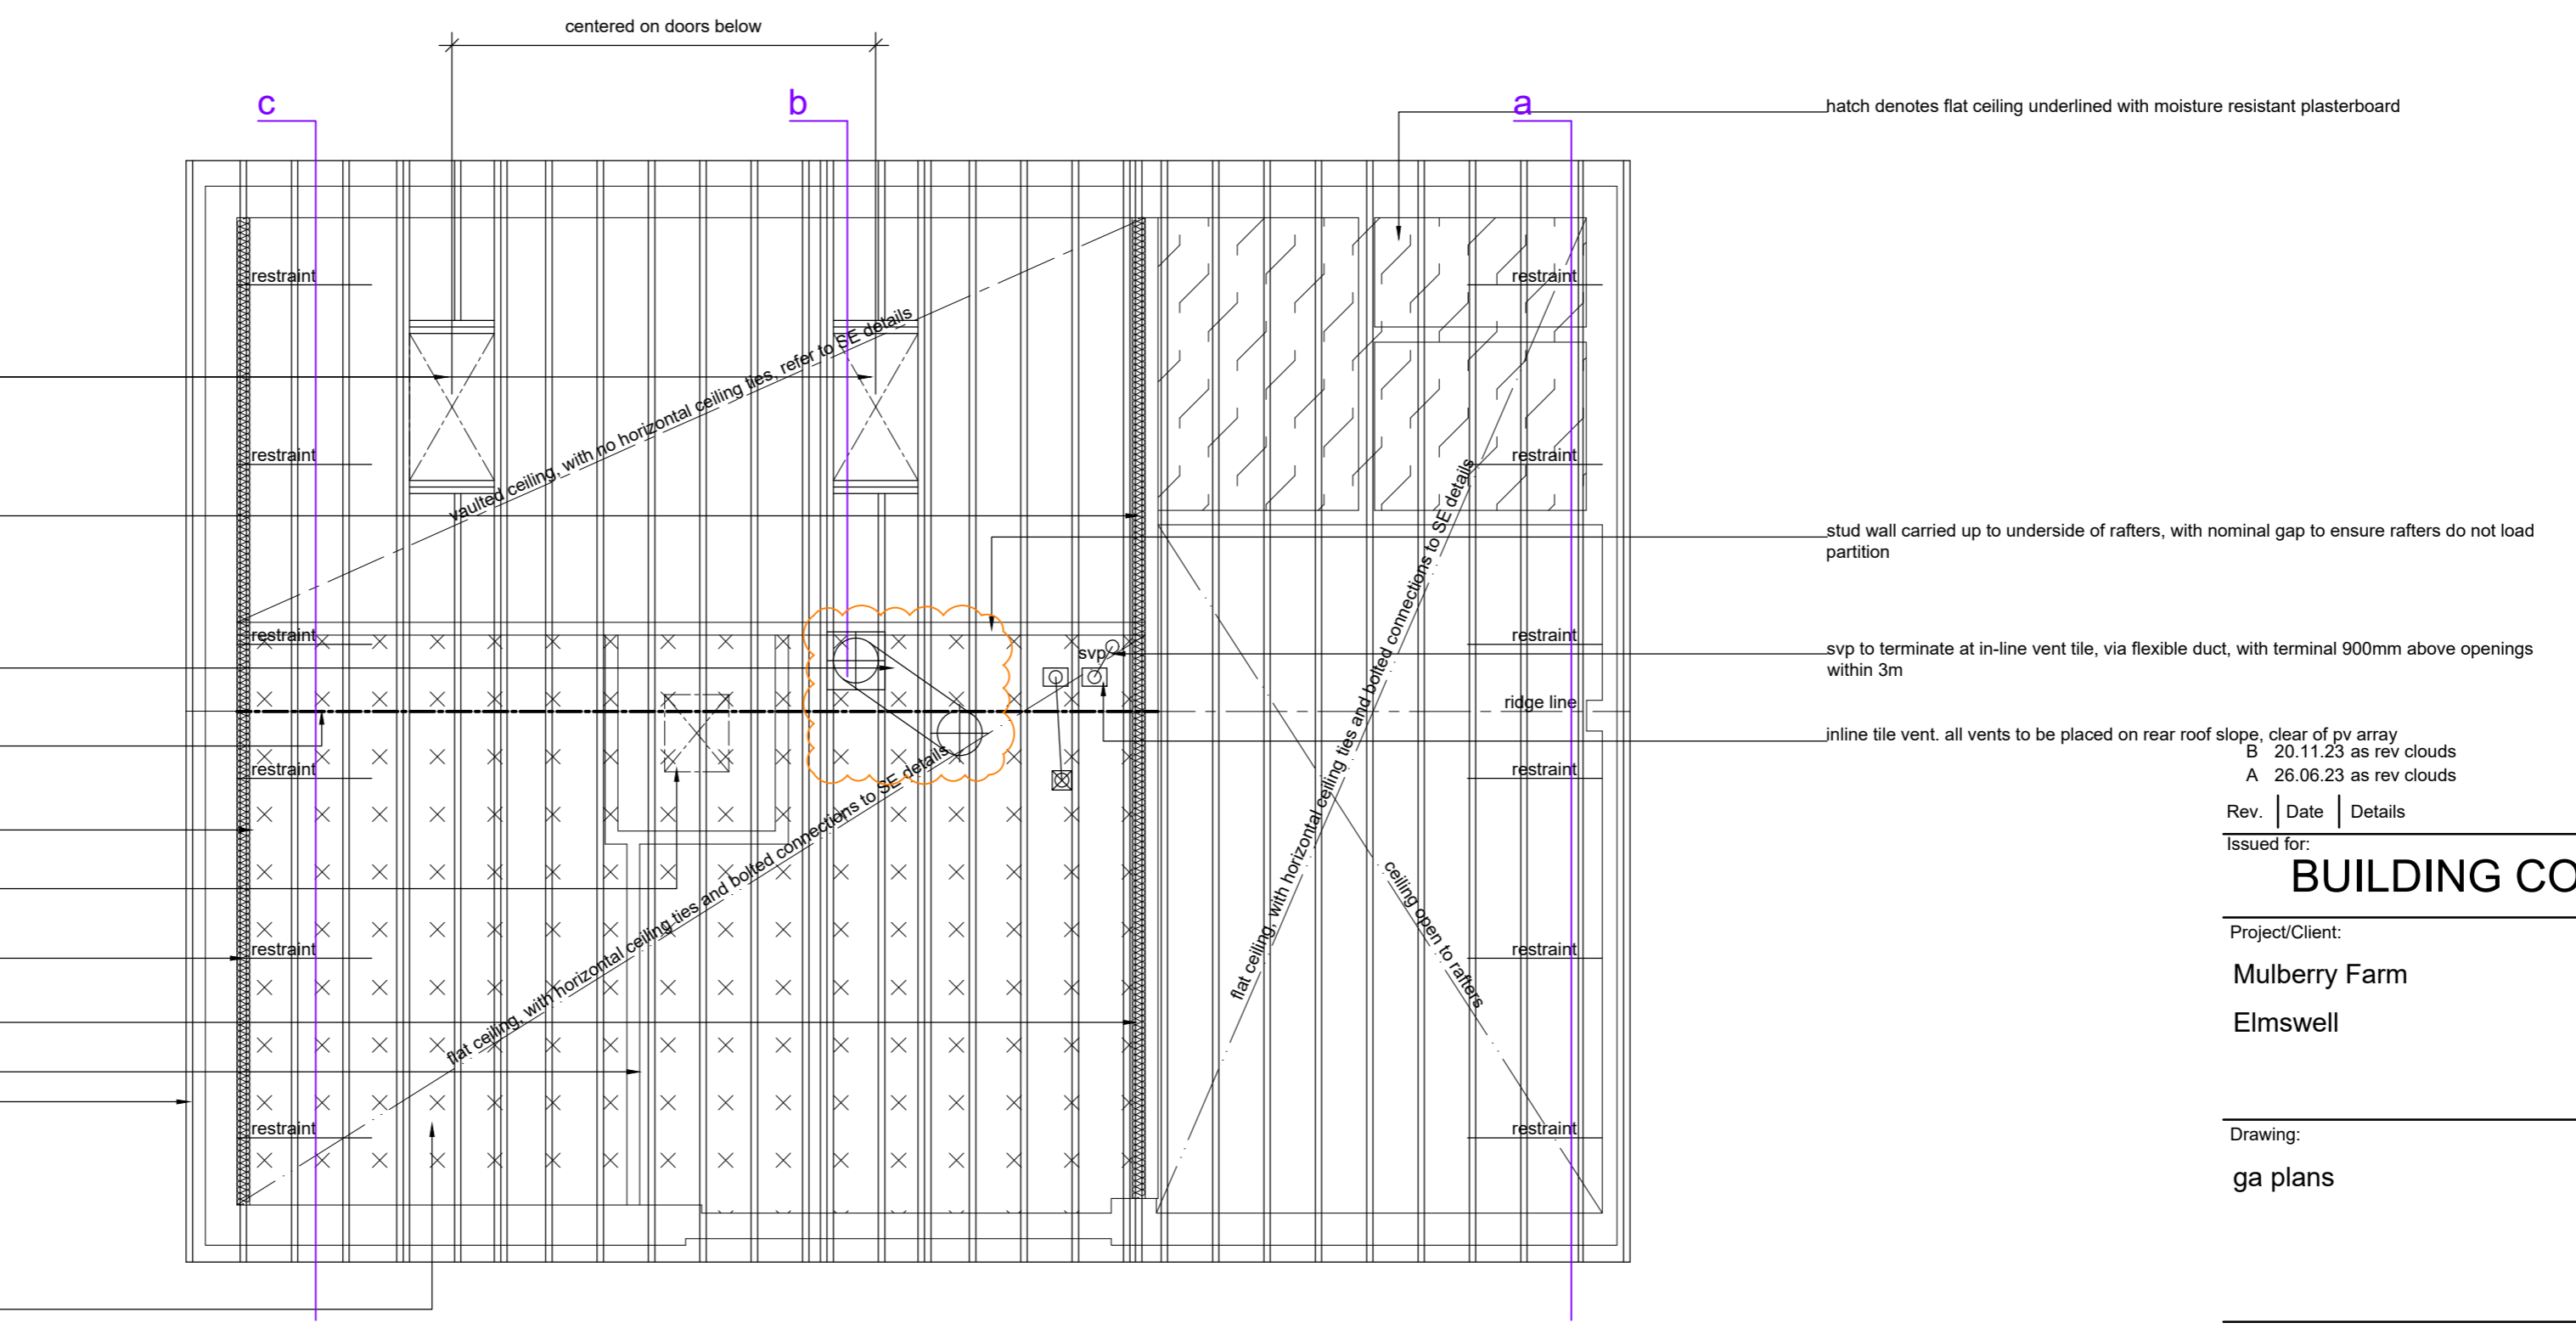 centered on doors below
c
b
a
hatch denotes flat ceiling underlined with moisture resistant plasterboard
restraint
restraint
vaulted ceiling, with no horizontal ceiling ties, refer to SE details
restraint
restraint
flat ceiling, with horizontal ceiling ties and bolted connections to SE details
stud wall carried up to underside of rafters, with nominal gap to ensure rafters do not load
partition
restraint
restraint
svp
svp to terminate at in-line vent tile, via flexible duct, with terminal 900mm above openings
within 3m
ridge line
inline tile vent. all vents to be placed on rear roof slope, clear of pv array
restraint
restraint
flat ceiling, with horizontal ceiling ties and bolted connections to SE details
ceiling open to rafters
restraint
restraint
restraint
restraint
B 20.11.23 as rev clouds
A 26.06.23 as rev clouds
Rev. Date Details
Issued for:
BUILDING CO
Project/Client:
Mulberry Farm
Elmswell
Drawing:
ga plans